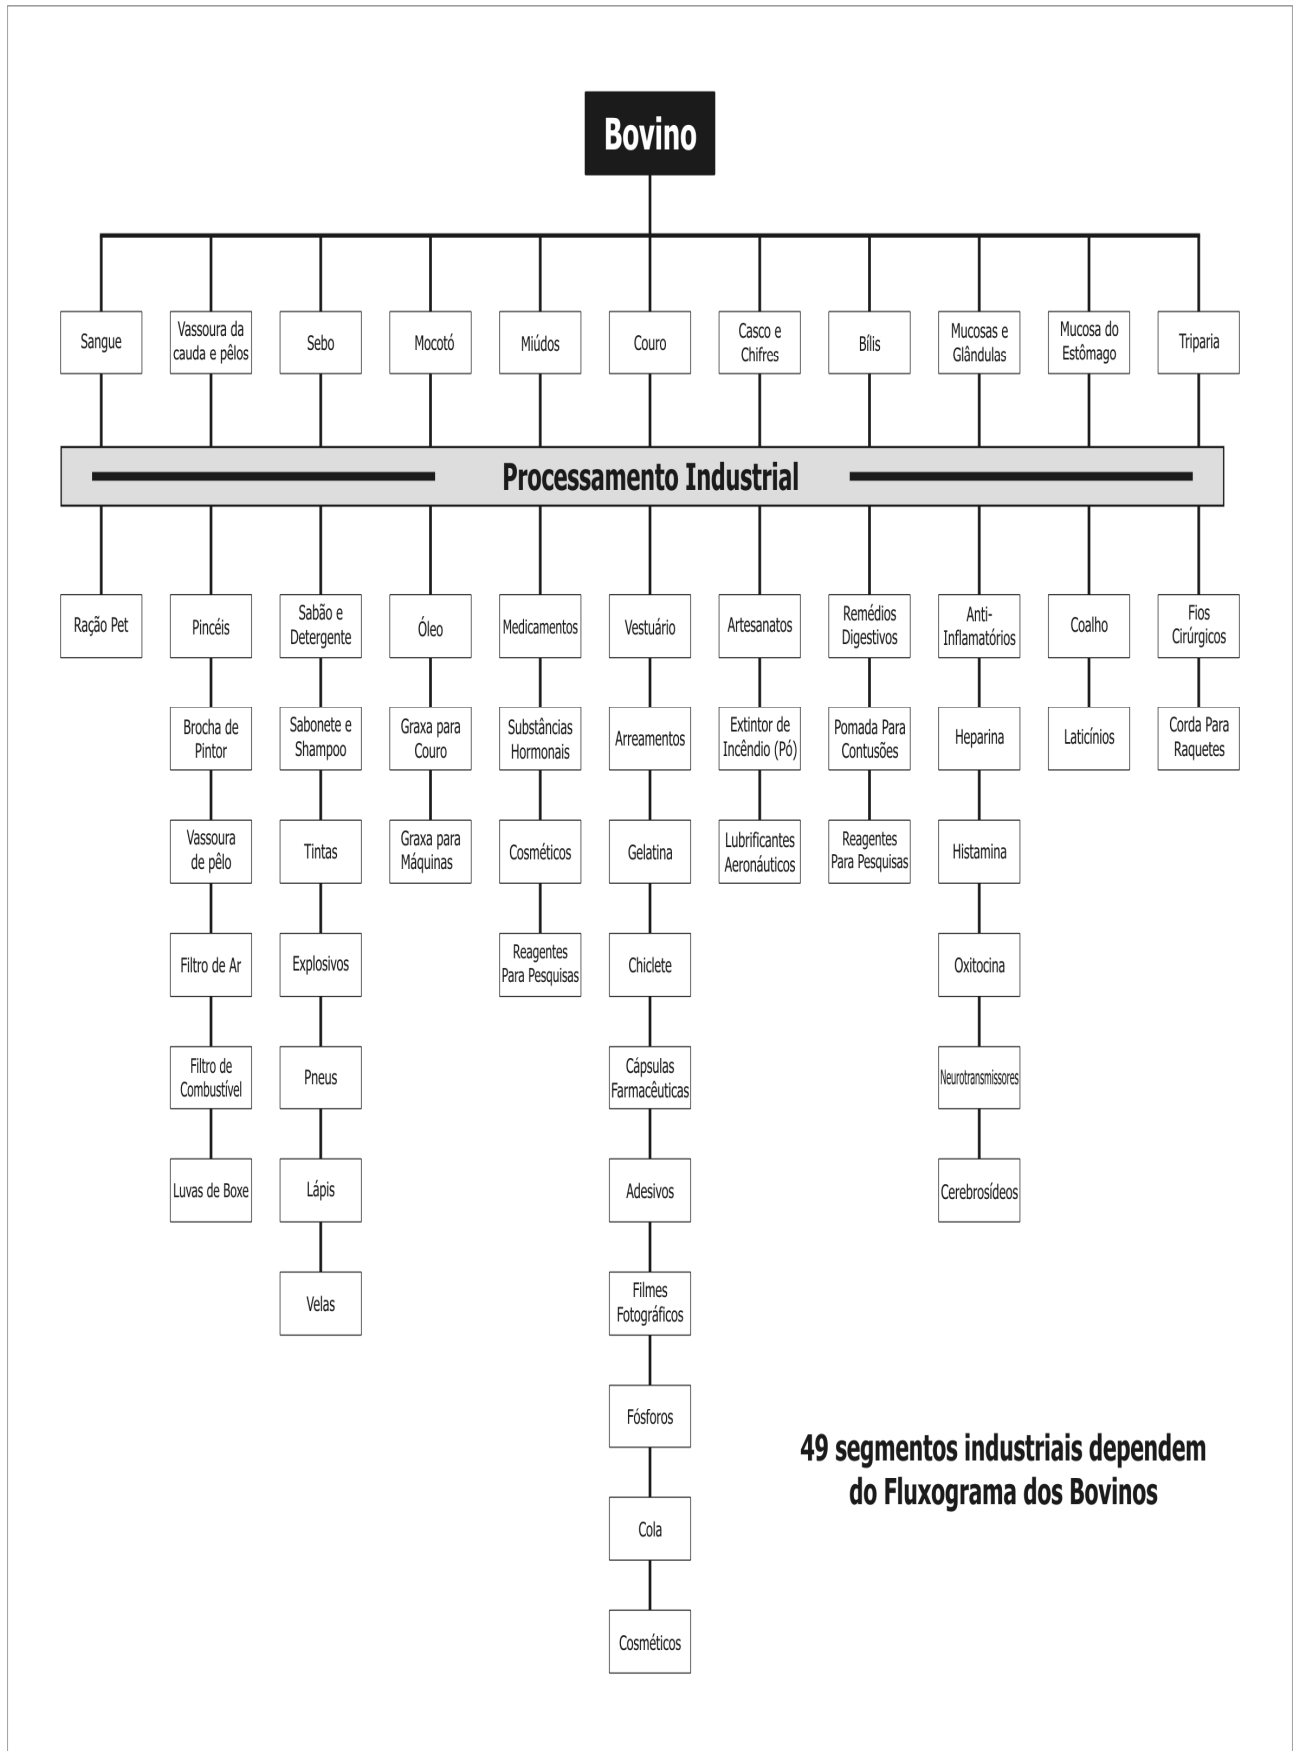 Bovino
Sangue
Vassoura da
cauda e pêlos
Sebo
Mocotó
Miúdos
Couro
Casco e
Chifres
Bílis
Mucosas e
Glândulas
Mucosa do
Estômago
Triparia
Processamento Industrial
Ração Pet
Pincéis
Sabão e
Detergente
Óleo
Medicamentos
Vestuário
Artesanatos
Remédios
Digestivos
Anti-
Inflamatórios
Coalho
Fios
Cirúrgicos
Brocha de
Pintor
Sabonete e
Shampoo
Graxa para
Couro
Substâncias
Hormonais
Arreamentos
Extintor de
Incêndio (Pó)
Pomada Para
Contusões
Heparina
Laticínios
Corda Para
Raquetes
Vassoura
de pêlo
Tintas
Graxa para
Máquinas
Cosméticos
Gelatina
Lubrificantes
Aeronáuticos
Reagentes
Para Pesquisas
Histamina
Filtro de Ar
Explosivos
Reagentes
Para Pesquisas
Chiclete
Oxitocina
Filtro de
Combustível
Pneus
Cápsulas
Farmacêuticas
Neurotransmissores
Luvas de Boxe
Lápis
Adesivos
Cerebrosídeos
Velas
Filmes
Fotográficos
Fósforos
Cola
Cosméticos
49 segmentos industriais dependem
do Fluxograma dos Bovinos